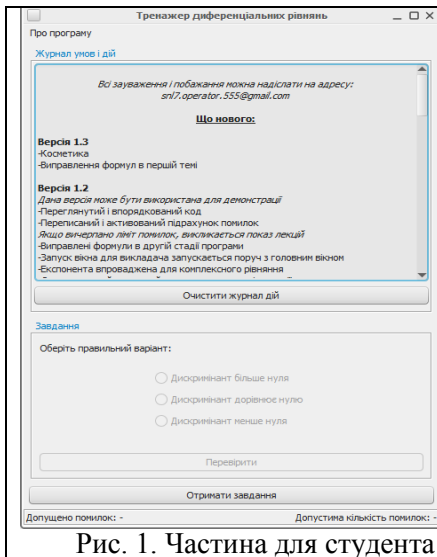 Тренажер диференціальних рівнянь
Про програму
Журнал умов і дій
Всі зауваження і побажання можна надіслати на адресу:
snl7.operator.555@gmail.com
Що нового:
Версія 1.3
-Косметика
-Виправлення формул в першій темі
Версія 1.2
Дана версія може бути використана для демонстрації
-Переглянутий і впорядкований код
-Переписаний і активований підрахунок помилок
Якщо вичерпано ліміт помилок, викликається показ лекцій
-Виправлені формули в другій стадії програми
-Запуск вікна для викладача запускається поруч з головним вікном
-Експонента впроваджена для комплексного рівняння
Очистити журнал дій
Завдання
Оберіть правильний варіант:
Дискримінант більше нуля
Дискримінант дорівнює нулю
Дискримінант менше нуля
Перевірити
Отримати завдання
Допущено помилок: - Допустима кількість помилок: -
Рис. 1. Частина для студента